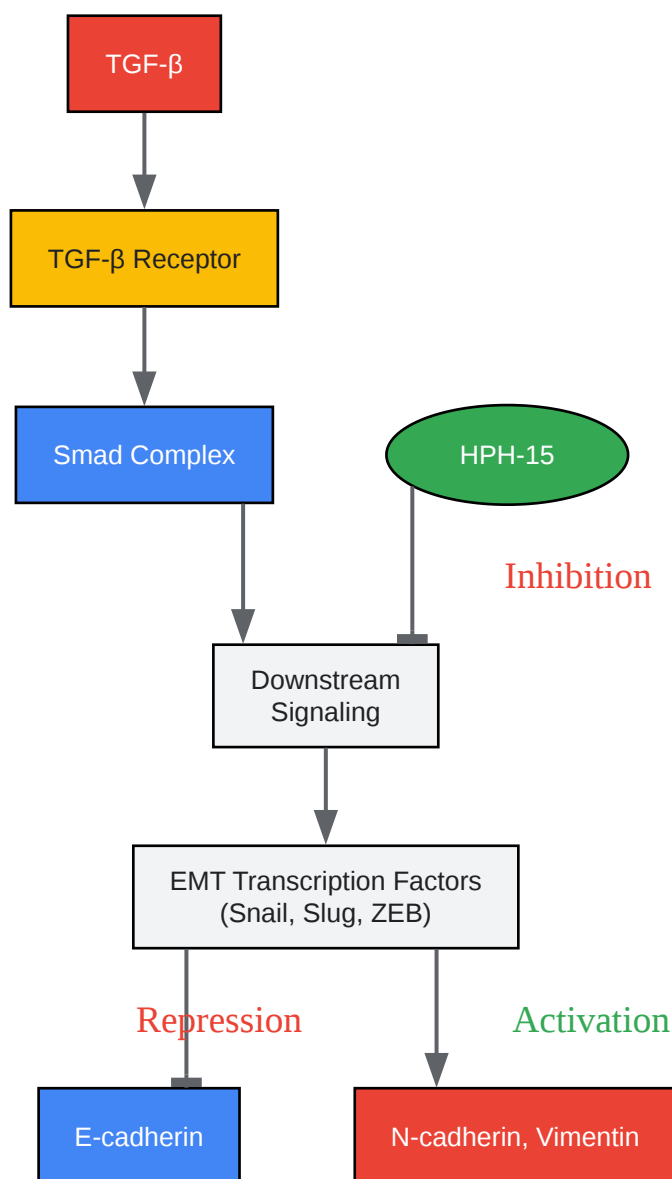 TGF-β
TGF-β Receptor
Smad Complex
HPH-15
Inhibition
Downstream
Signaling
EMT Transcription Factors
(Snail, Slug, ZEB)
Repression
Activation
E-cadherin
N-cadherin, Vimentin